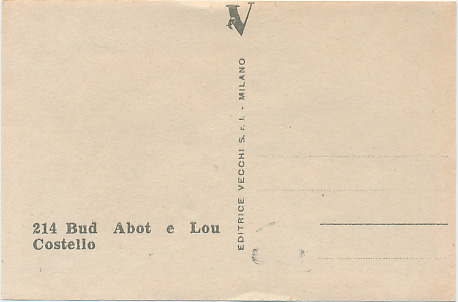 V
214 Bud Abot e Lou
Costello
EDITRICE VECCHI S.r.l. - MILANO